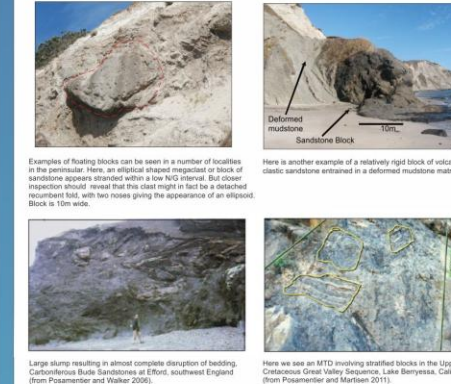 Deformed
mudstone
Sandstone Block
10m
Examples of floating blocks can be seen in a number of localities
in the peninsular. Here, an elliptical shaped megaclast or block of
sandstone appears stranded within a low N/G interval. But closer
inspection should reveal that this clast might in fact be a detached
recumbent fold, with two noses giving the appearance of an ellipsoid.
Block is 10m wide.
Here is another example of a relatively rigid block of volca
clastic sandstone entrained in a deformed mudstone mat
Large slump resulting in almost complete disruption of bedding,
Carboniferous Bude Sandstones at Efford, southwest England
(from Posamentier and Walker 2006).
Here we see an MTD involving stratified blocks in the Upp
Cretaceous Great Valley Sequence, Lake Berryessa, Cali
(from Posamentier and Martisen 2011).